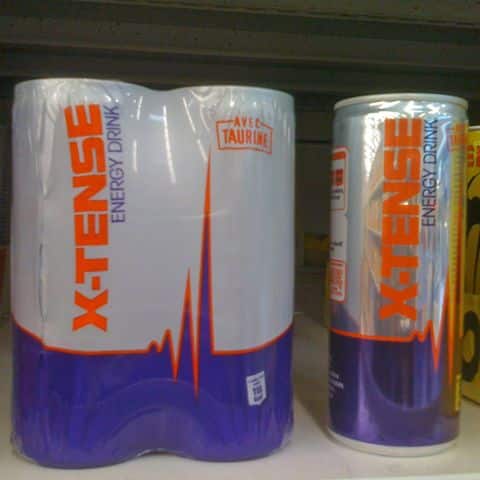 X-TENSE
ENERGY DRINK
AVEC
TAURINE
X-TENSE
ENERGY DRINK